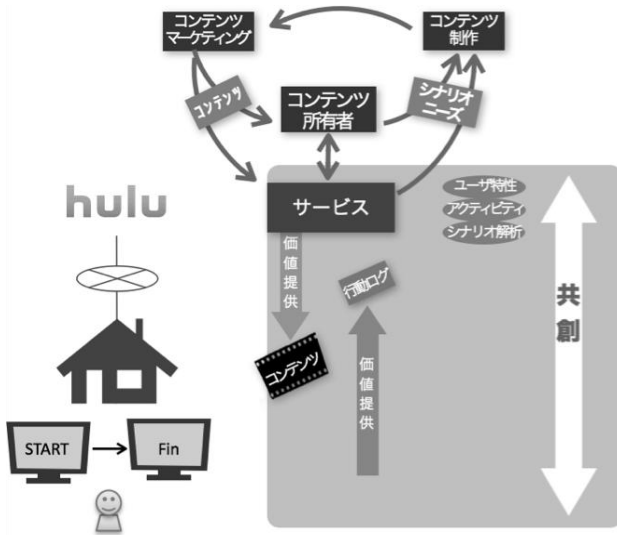 コンテンツ
マーケティング
コンテンツ
制作
コンテンツ
コンテンツ
所有者
シナリオ
ニーズ
サービス
ユーザ特性
アクティビティ
シナリオ解析
hulu
価値提供
行動ログ
コンテンツ
価値提供
共創
START
Fin